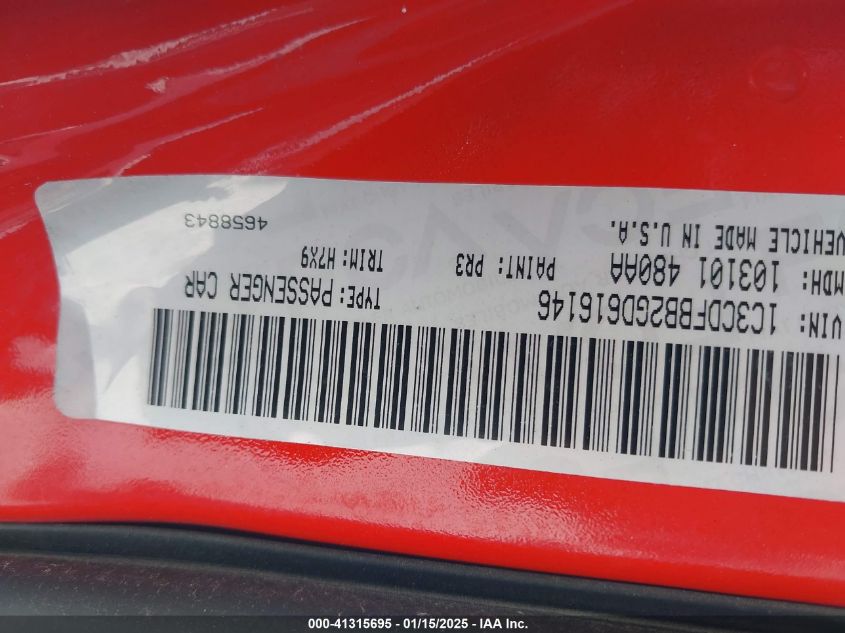 VIN: 1C3CDFBB2GD616146
TYPE: PASSENGER CAR
MDH: 103101 480AA
PAINT: PR3
TRIM: H7X9
VEHICLE MADE IN U.S.A.
4658843
000-41315695 - 01/15/2025 - IAA Inc.